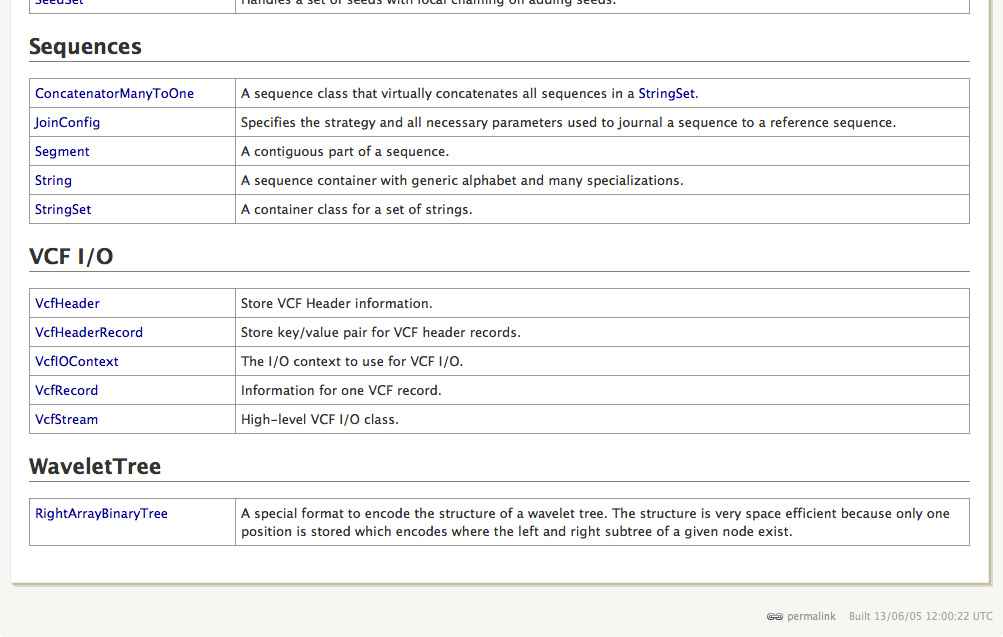 SeedSet Handles a set of seeds with local chaining on adding seeds.
Sequences
ConcatenatorManyToOne A sequence class that virtually concatenates all sequences in a StringSet.
JoinConfig Specifies the strategy and all necessary parameters used to journal a sequence to a reference sequence.
Segment A contiguous part of a sequence.
String A sequence container with generic alphabet and many specializations.
StringSet A container class for a set of strings.
VCF I/O
VcfHeader Store VCF Header information.
VcfHeaderRecord Store key/value pair for VCF header records.
VcfIOContext The I/O context to use for VCF I/O.
VcfRecord Information for one VCF record.
VcfStream High-level VCF I/O class.
WaveletTree
RightArrayBinaryTree A special format to encode the structure of a wavelet tree. The structure is very space efficient because only one
position is stored which encodes where the left and right subtree of a given node exist.
permalink Built 13/06/05 12:00:22 UTC